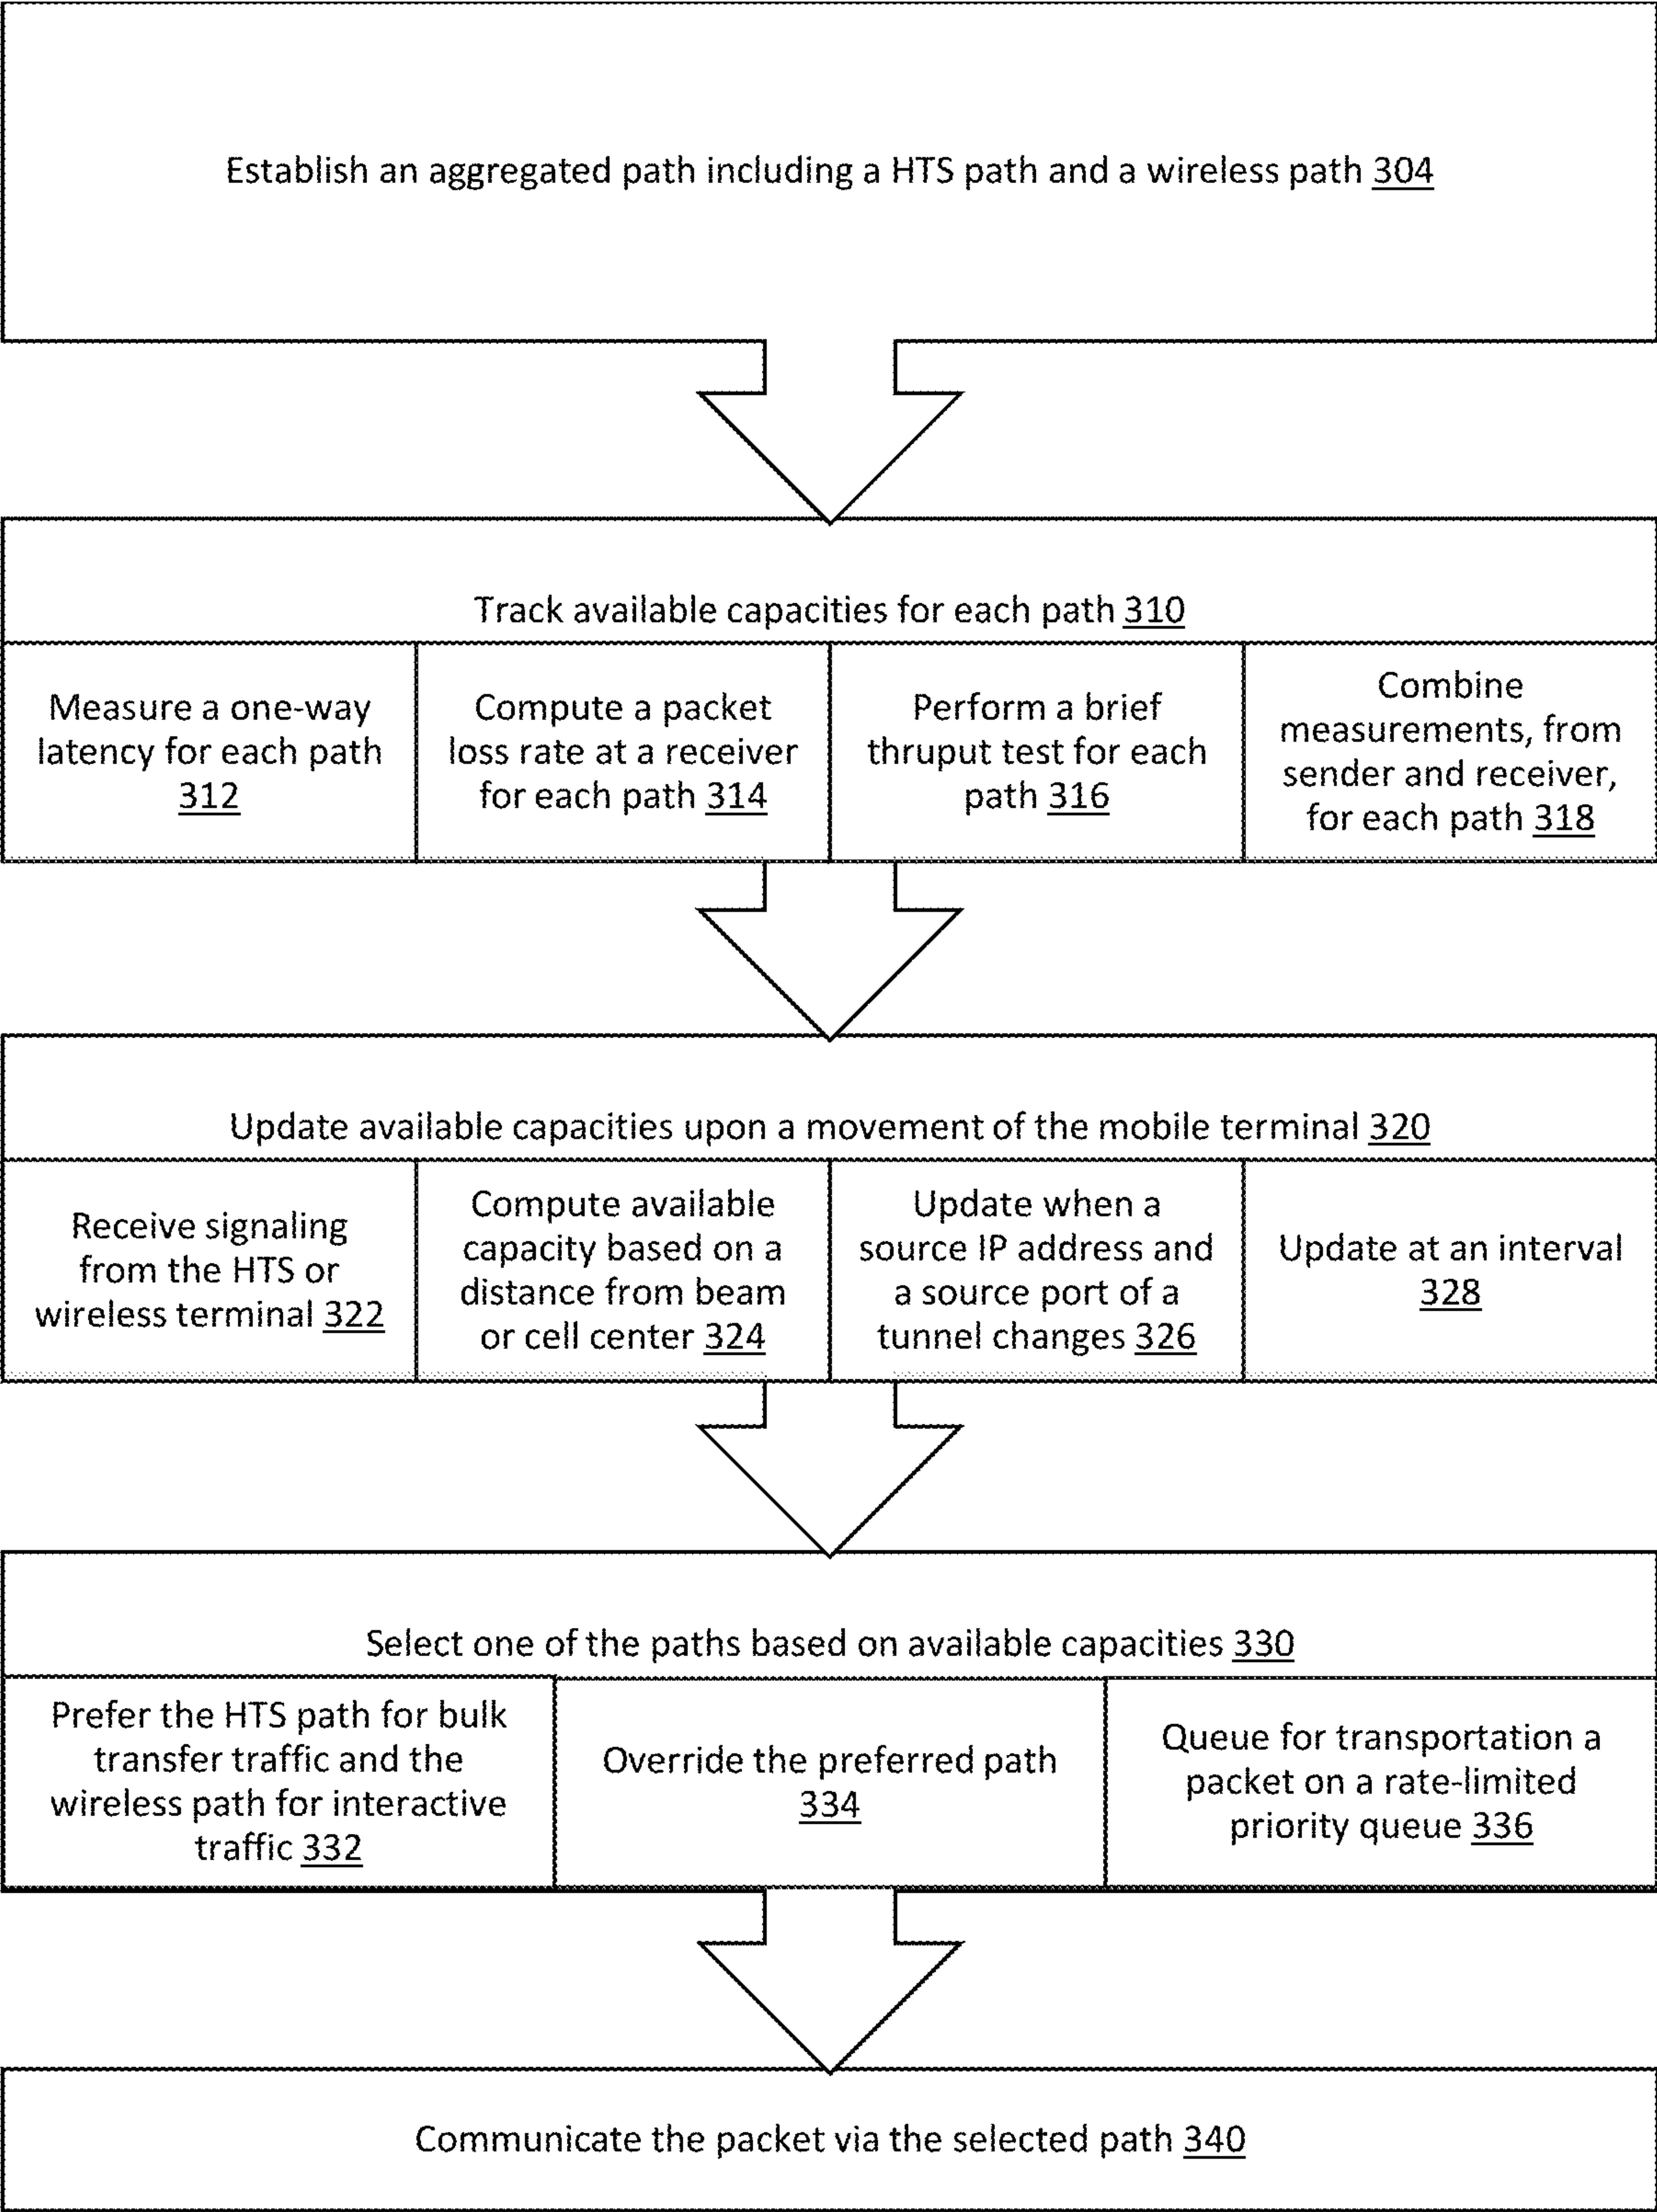 Establish an aggregated path including a HTS path and a wireless path 304
Track available capacities for each path 310
Measure a one-way
latency for each path
312
Compute a packet
loss rate at a receiver
for each path 314
Perform a brief
thruput test for each
path 316
Combine
measurements, from
sender and receiver,
for each path 318
Update available capacities upon a movement of the mobile terminal 320
Receive signaling
from the HTS or
wireless terminal 322
Compute available
capacity based on a
distance from beam
or cell center 324
Update when a
source IP address and
a source port of a
tunnel changes 326
Update at an interval
328
Select one of the paths based on available capacities 330
Prefer the HTS path for bulk
transfer traffic and the
wireless path for interactive
traffic 332
Override the preferred path
334
Queue for transportation a
packet on a rate-limited
priority queue 336
Communicate the packet via the selected path 340